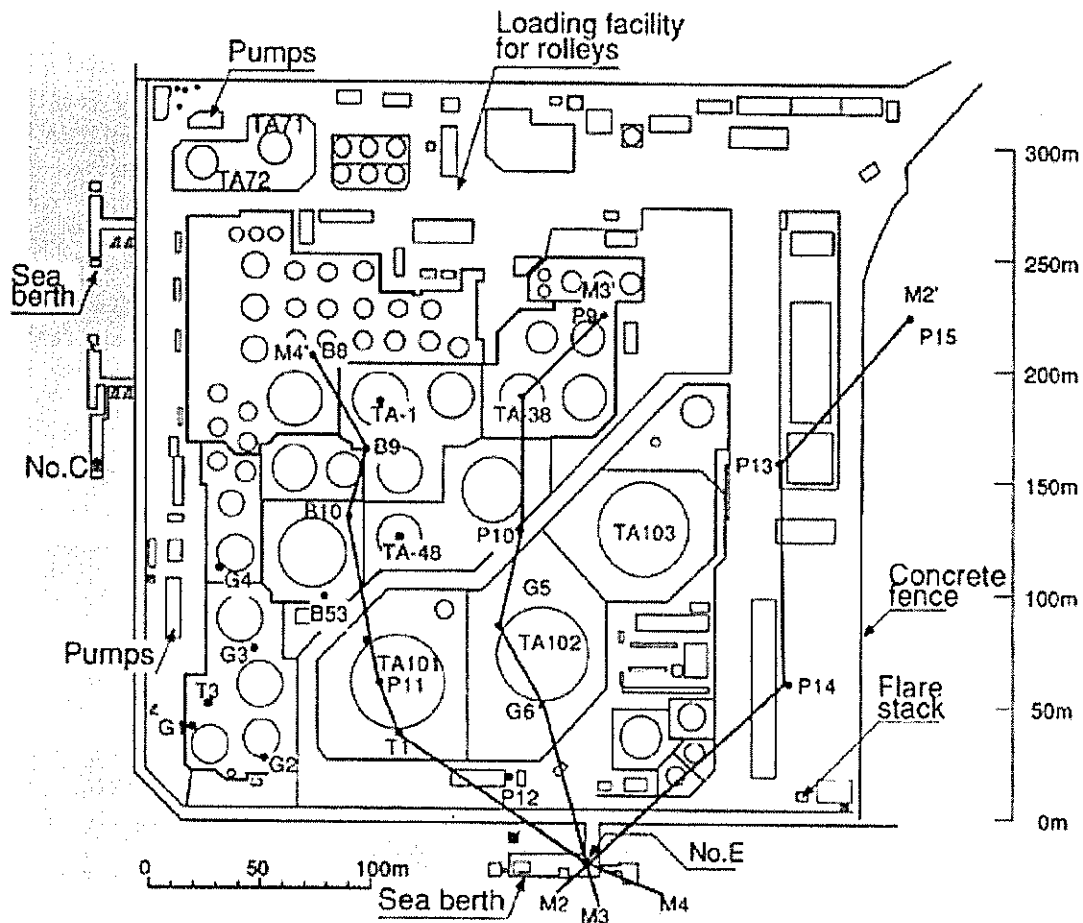 Loading facility
for rolleys
Pumps
TA71
TA72
300m
250m
Sea
berth
M3'
P9
M2'
P15
M4'
B8
200m
TA-1
TA-38
No.C
B9
P13
150m
B10
P10
TA103
TA-48
G4
G5
Concrete
fence
B53
100m
Pumps
G3
TA101
TA102
P11
T3
G6
P14
Flare
stack
50m
G1
T1
G2
P12
0m
No.E
0
50
100m
Sea berth
M2
M3
M4